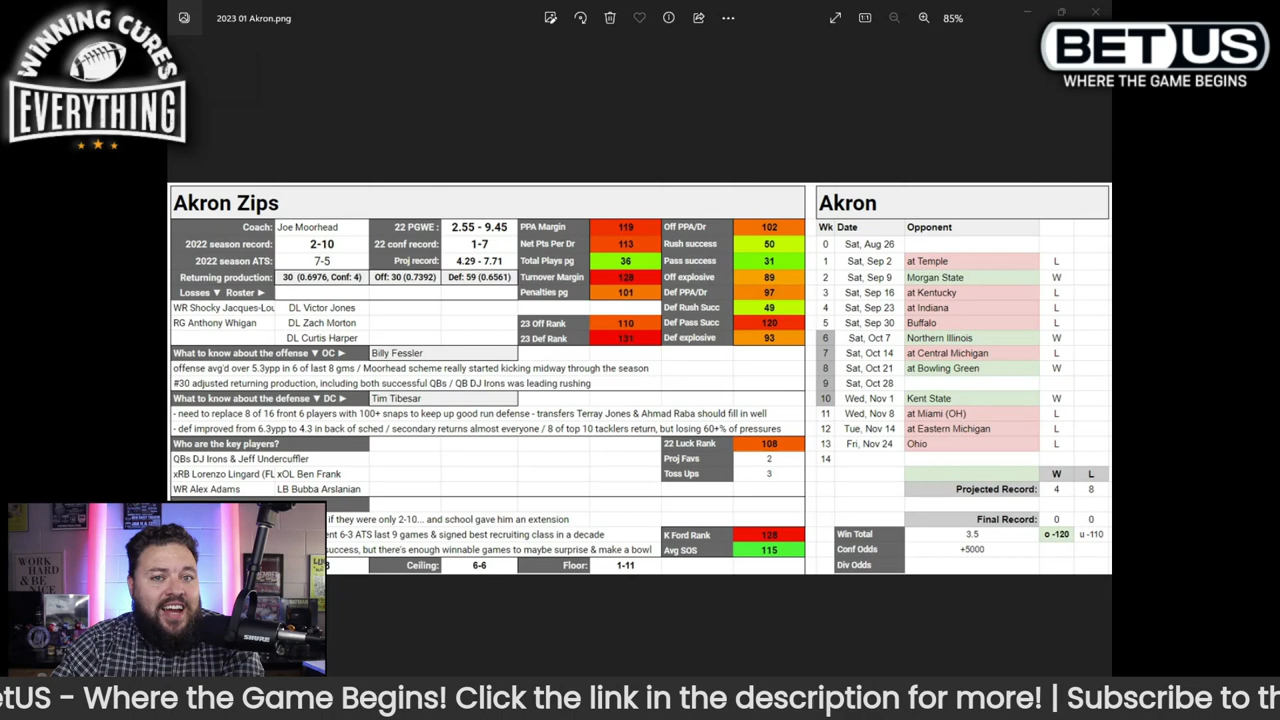 WINNING CURES
EVERYTHING
2023 01 Akron.png
85%
BETUS
WHERE THE GAME BEGINS
Akron Zips
Coach: Joe Moorhead 22 PGWE : 2.55 - 9.45 PPA Margin 119 Off PPA/Dr 102
2022 season record: 2-10 22 conf record: 1-7 Net Pts Per Dr 113 Rush success 50
2022 season ATS: 7-5 Proj record: 4.29 - 7.71 Total Plays pg 36 Pass success 31
Returning production: 30 (0.6976, Conf: 4) Off: 30 (0.7392) Def: 59 (0.6561) Turnover Margin 128 Off explosive 89
Losses ▼ Roster ► Penalties pg 101 Def PPA/Dr 97
WR Shocky Jacques-Lou DL Victor Jones Def Rush Succ 49
RG Anthony Whigan DL Zach Morton 23 Off Rank 110 Def Pass Succ 120
DL Curtis Harper 23 Def Rank 131 Def explosive 93
What to know about the offense ▼ OC ► Billy Fessler
offense avg'd over 5.3ypp in 6 of last 8 gms / Moorhead scheme really started kicking midway through the season
#30 adjusted returning production, including both successful QBs / QB DJ Irons was leading rushing
What to know about the defense ▼ DC ► Tim Tibesar
- need to replace 8 of 16 front 6 players with 100+ snaps to keep up good run defense - transfers Terray Jones & Ahmad Raba should fill in well
- def improved from 6.3ypp to 4.3 in back of sched / secondary returns almost everyone / 8 of top 10 tacklers return, but losing 60+% of pressures
Who are the key players? 22 Luck Rank 108
QBs DJ Irons & Jeff Undercuffler Proj Favs 2
xRB Lorenzo Lingard (FL xOL Ben Frank Toss Ups 3
WR Alex Adams LB Bubba Arslanian
if they were only 2-10... and school gave him an extension
ent 6-3 ATS last 9 games & signed best recruiting class in a decade K Ford Rank 128
success, but there's enough winnable games to maybe surprise & make a bowl Avg SOS 115
Ceiling: 6-6 Floor: 1-11
Akron
Wk Date Opponent
0 Sat, Aug 26
1 Sat, Sep 2 at Temple L
2 Sat, Sep 9 Morgan State W
3 Sat, Sep 16 at Kentucky L
4 Sat, Sep 23 at Indiana L
5 Sat, Sep 30 Buffalo L
6 Sat, Oct 7 Northern Illinois W
7 Sat, Oct 14 at Central Michigan L
8 Sat, Oct 21 at Bowling Green W
9 Sat, Oct 28
10 Wed, Nov 1 Kent State W
11 Wed, Nov 8 at Miami (OH) L
12 Tue, Nov 14 at Eastern Michigan L
13 Fri, Nov 24 Ohio L
14
W L
Projected Record: 4 8
Final Record: 0 0
Win Total 3.5 o -120 u -110
Conf Odds +5000
Div Odds
WORK HARD & BE NICE
SHURE
etUS - Where the Game Begins! Click the link in the description for more! | Subscribe to th